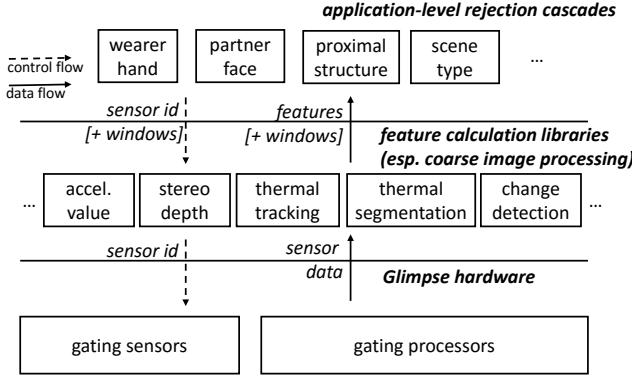 application-level rejection cascades
wearer
hand
partner
face
proximal
structure
scene
type
...
control flow
data flow
sensor id
[+ windows]
features
[+ windows]
feature calculation libraries
(esp. coarse image processing)
...
accel.
value
stereo
depth
thermal
tracking
thermal
segmentation
change
detection
...
sensor id
sensor
data
Glimpse hardware
gating sensors
gating processors